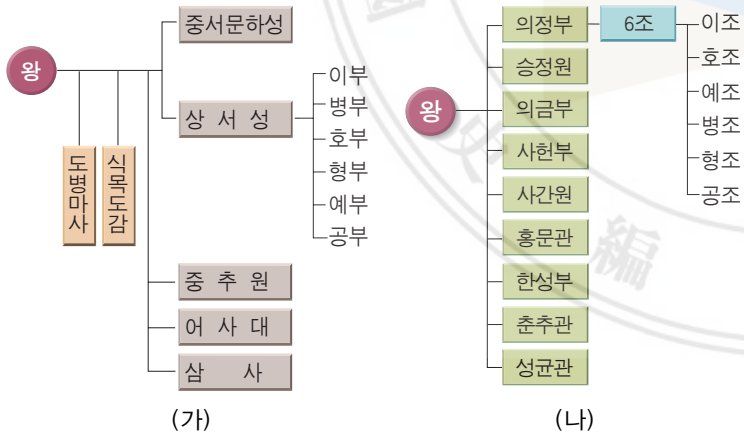 왕
중서문하성
상서성
이부
병부
호부
형부
예부
공부
도병마사
식목도감
중추원
어사대
삼사
(가)
왕
의정부
6조
이조
호조
예조
병조
형조
공조
승정원
의금부
사헌부
사간원
홍문관
한성부
춘추관
성균관
(나)
史
編